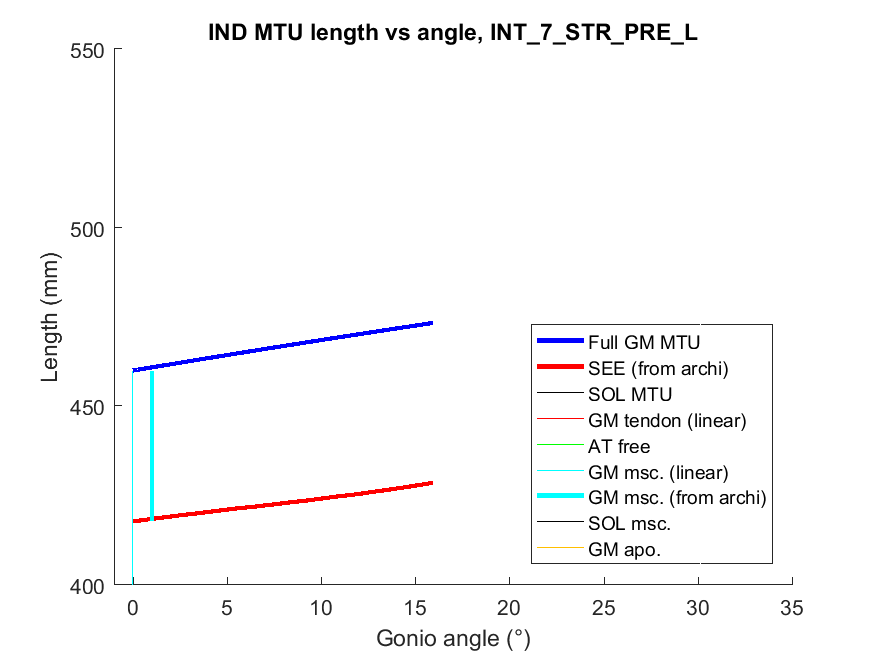 IND MTU length vs angle, INT_7_STR_PRE_L
550
500
450
400
Length (mm)
0 5 10 15 20 25 30 35
Gonio angle (°)
Full GM MTU
SEE (from archi)
SOL MTU
GM tendon (linear)
AT free
GM msc. (linear)
GM msc. (from archi)
SOL msc.
GM apo.